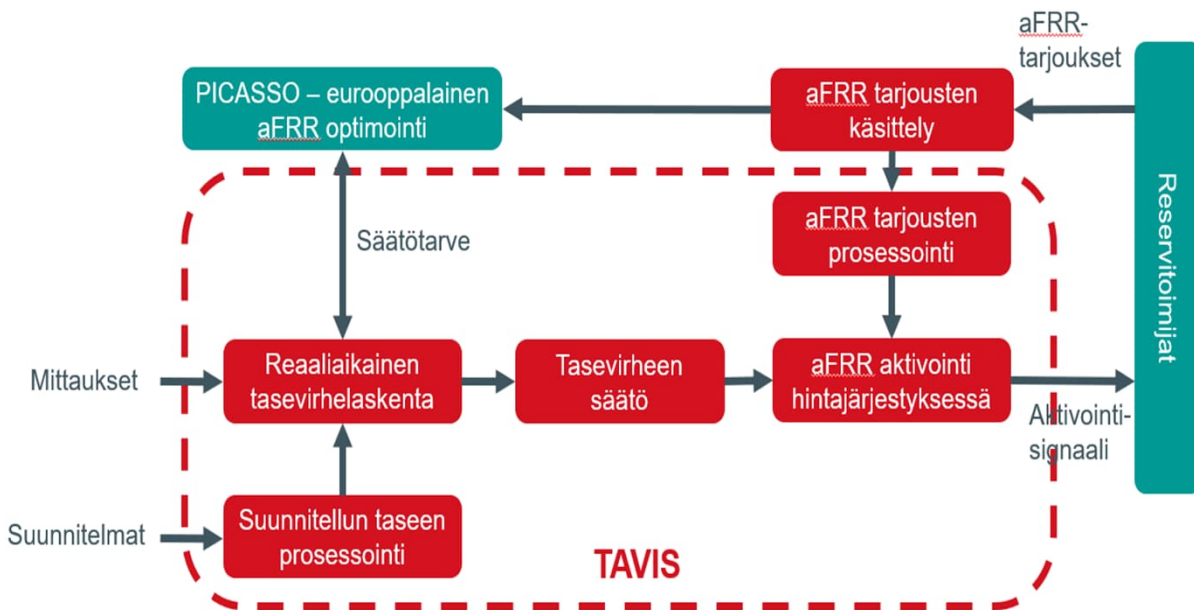 aFRR-
tarjoukset
PICASSO – eurooppalainen
aFRR optimointi
aFRR tarjousten
käsittely
Reservitoimijat
aFRR tarjousten
prosessointi
Säätötarve
Mittaukset
Reaaliaikainen
tasevirhelaskenta
Tasevirheen
säätö
aFRR aktivointi
hintajärjestyksessä
Aktivointi-
signaali
Suunnitelmat
Suunnitellun taseen
prosessointi
TAVIS